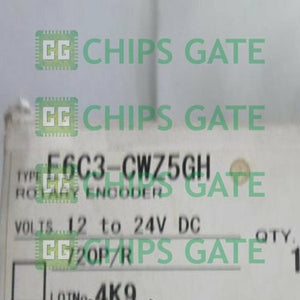 CHIPS GATE
CHIPS GATE
CHIPS GATE
TYPE E6C3-CWZ5GH
ROTARY ENCODER
VOLTS 12 to 24V DC
QTY. 1
720P/R
CHIPS GATE
LOTNo. 4K9